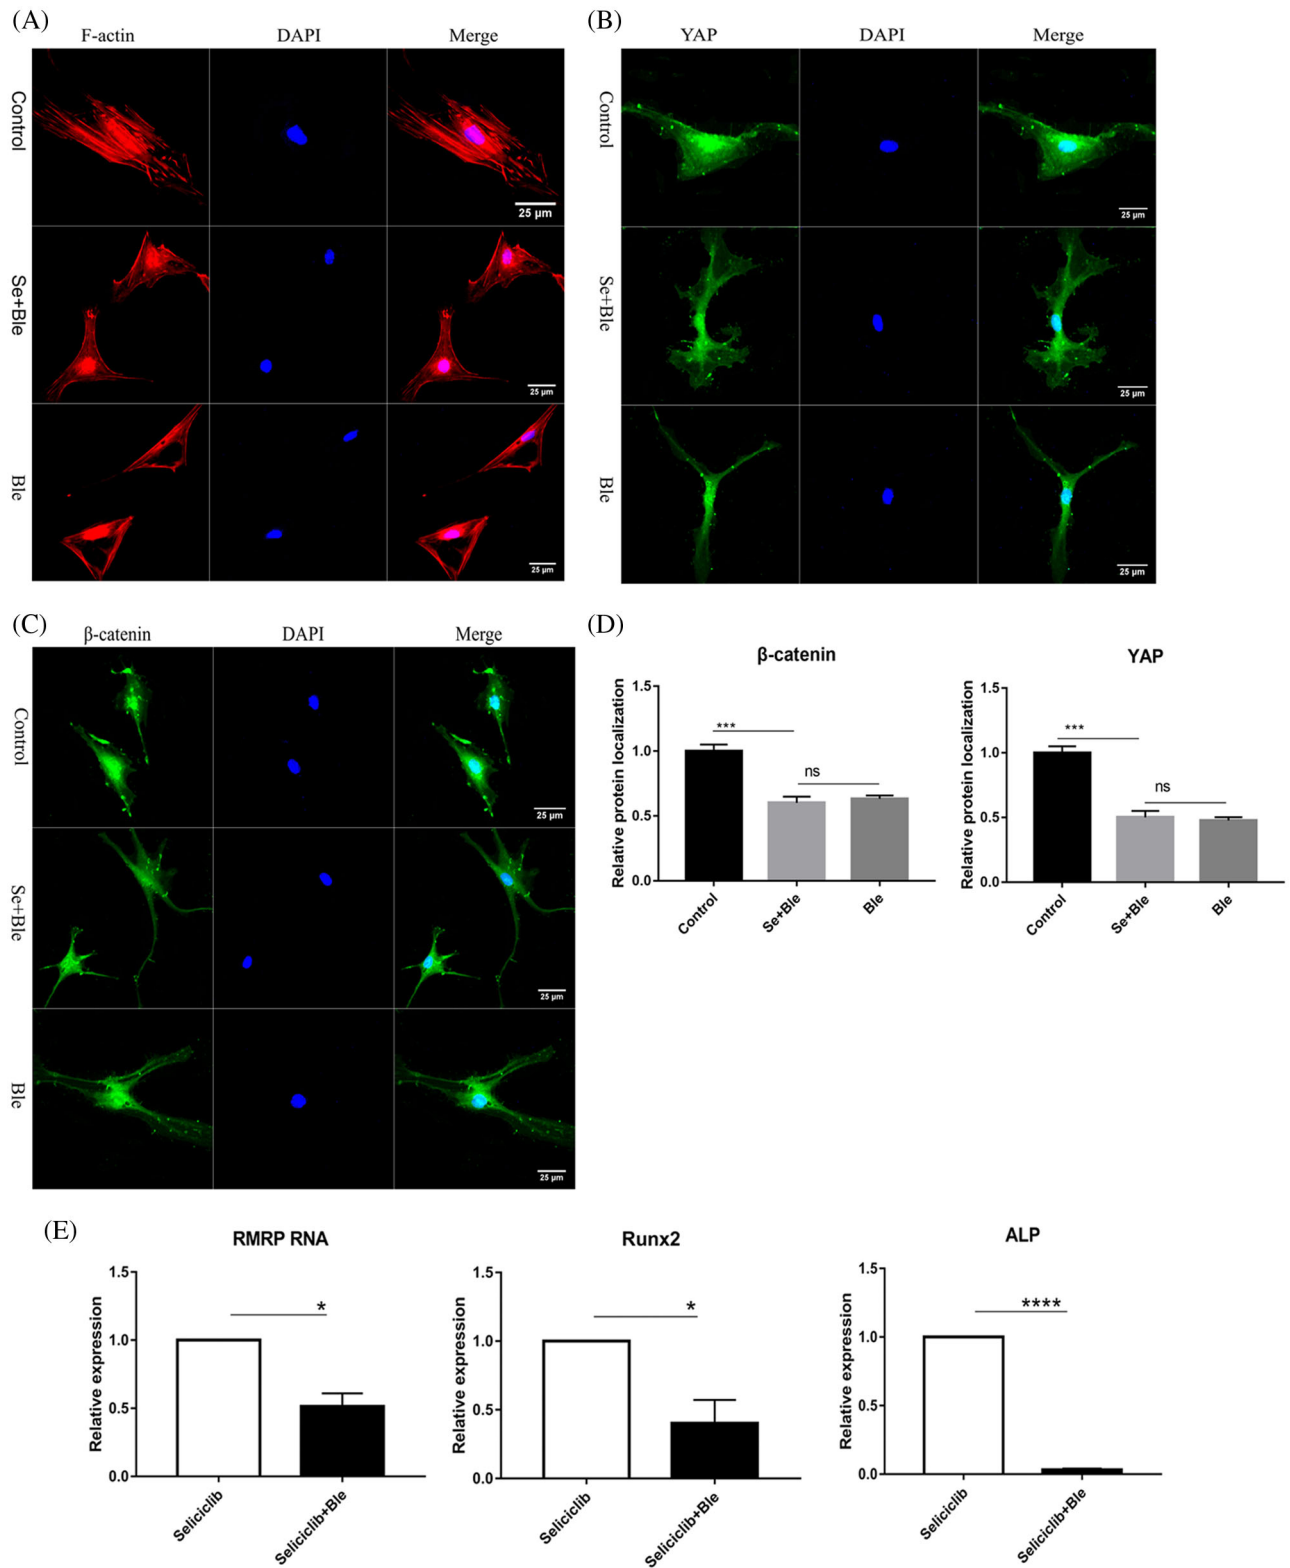 (A)
F-actin DAPI Merge
Control
25 µm
Se+Ble
25 µm
Ble
25 µm
(B)
YAP DAPI Merge
Control
25 µm
Se+Ble
25 µm
Ble
25 µm
(C)
β-catenin DAPI Merge
Control
25 µm
Se+Ble
25 µm
Ble
25 µm
(D)
β-catenin
Relative protein localization
1.5
1.0
0.5
0.0
***
ns
Control Se+Ble Ble
YAP
Relative protein localization
1.5
1.0
0.5
0.0
***
ns
Control Se+Ble Ble
(E)
RMRP RNA
Relative expression
1.5
1.0
0.5
0.0
*
Seliciclib Seliciclib+Ble
Runx2
Relative expression
1.5
1.0
0.5
0.0
*
Seliciclib Seliciclib+Ble
ALP
Relative expression
1.5
1.0
0.5
0.0
****
Seliciclib Seliciclib+Ble